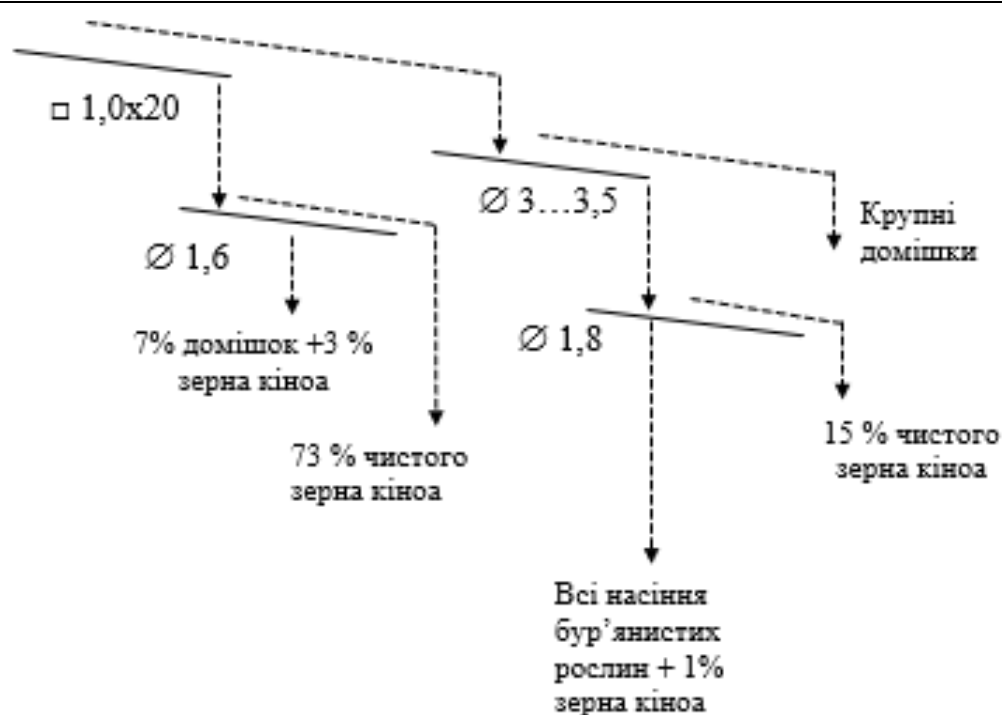 □ 1,0x20
∅ 3...3,5
Крупні
домішки
∅ 1,6
∅ 1,8
7% домішок +3 %
зерна кіноа
73 % чистого
зерна кіноа
15 % чистого
зерна кіноа
Всі насіння
бур’янистих
рослин + 1%
зерна кіноа